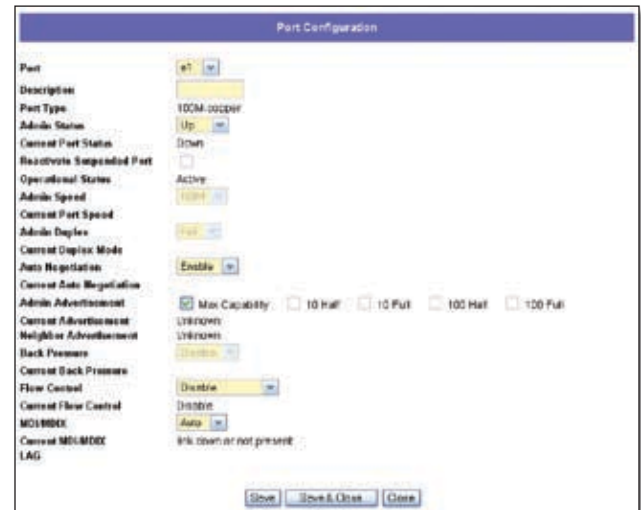 Port Configuration
Port e1
Description
Port Type 100M-copper
Admin Status Up
Current Port Status Down
Reactivate Suspended Port
Operational Status Active
Admin Speed 100M
Current Port Speed
Admin Duplex Full
Current Duplex Mode
Auto Negotiation Enable
Current Auto Negotiation
Admin Advertisement Max Capability 10 Half 10 Full 100 Half 100 Full
Current Advertisement Unknown
Neighbor Advertisement Unknown
Back Pressure Disable
Current Back Pressure
Flow Control Disable
Current Flow Control Disable
MDI/MDIX Auto
Current MDI/MDIX link down or not present
LAG
Save Save & Close Close